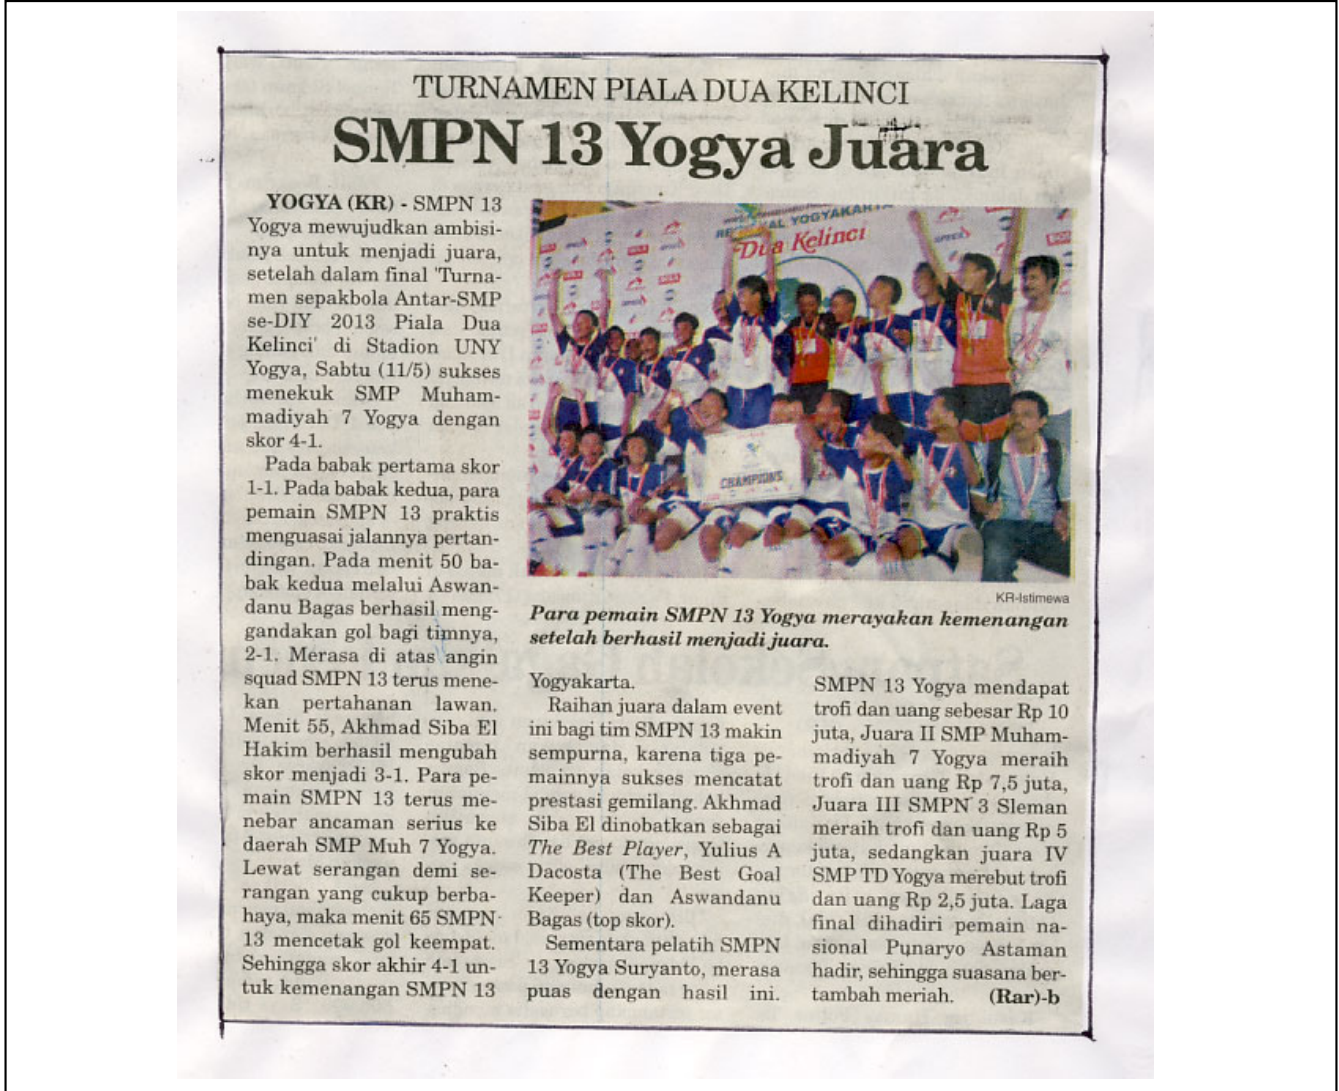 TURNAMEN PIALA DUA KELINCI
SMPN 13 Yogya Juara
YOGYA (KR) - SMPN 13
Yogya mewujudkan ambisi-
nya untuk menjadi juara,
setelah dalam final 'Turna-
men sepakbola Antar-SMP
se-DIY 2013 Piala Dua
Kelinci' di Stadion UNY
Yogya, Sabtu (11/5) sukses
menekuk SMP Muham-
madiyah 7 Yogya dengan
skor 4-1.
Pada babak pertama skor
1-1. Pada babak kedua, para
pemain SMPN 13 praktis
menguasai jalannya pertan-
dingan. Pada menit 50 ba-
bak kedua melalui Aswan-
danu Bagas berhasil meng-
gandakan gol bagi timnya,
2-1. Merasa di atas angin
squad SMPN 13 terus mene-
kan pertahanan lawan.
Menit 55, Akhmad Siba El
Hakim berhasil mengubah
skor menjadi 3-1. Para pe-
main SMPN 13 terus me-
nebar ancaman serius ke
daerah SMP Muh 7 Yogya.
Lewat serangan demi se-
rangan yang cukup berba-
haya, maka menit 65 SMPN
13 mencetak gol keempat.
Sehingga skor akhir 4-1 un-
tuk kemenangan SMPN 13
REGIONAL YOGYAKARTA
Dua Kelinci
CHAMPIONS
KR-Istimewa
Para pemain SMPN 13 Yogya merayakan kemenangan
setelah berhasil menjadi juara.
Yogyakarta.
Raihan juara dalam event
ini bagi tim SMPN 13 makin
sempurna, karena tiga pe-
mainnya sukses mencatat
prestasi gemilang. Akhmad
Siba El dinobatkan sebagai
The Best Player, Yulius A
Dacosta (The Best Goal
Keeper) dan Aswandanu
Bagas (top skor).
Sementara pelatih SMPN
13 Yogya Suryanto, merasa
puas dengan hasil ini.
SMPN 13 Yogya mendapat
trofi dan uang sebesar Rp 10
juta, Juara II SMP Muham-
madiyah 7 Yogya meraih
trofi dan uang Rp 7,5 juta,
Juara III SMPN 3 Sleman
meraih trofi dan uang Rp 5
juta, sedangkan juara IV
SMP TD Yogya merebut trofi
dan uang Rp 2,5 juta. Laga
final dihadiri pemain na-
sional Punaryo Astaman
hadir, sehingga suasana ber-
tambah meriah. (Rar)-b